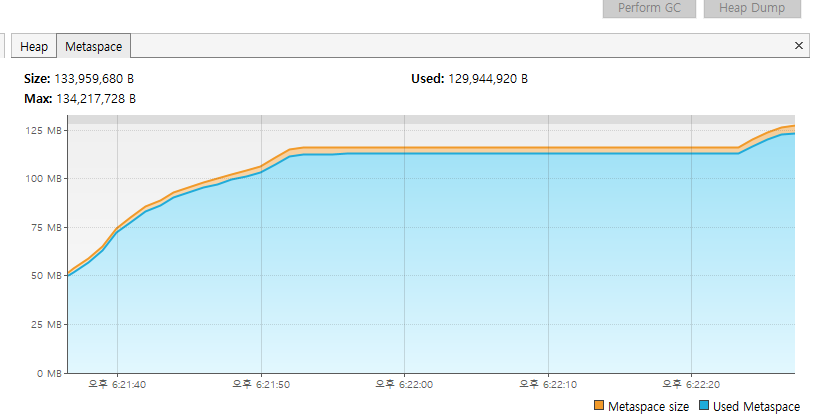 Perform GC Heap Dump
Heap Metaspace ×
Size: 133,959,680 B Used: 129,944,920 B
Max: 134,217,728 B
125 MB
100 MB
75 MB
50 MB
25 MB
0 MB
오후 6:21:40 오후 6:21:50 오후 6:22:00 오후 6:22:10 오후 6:22:20
Metaspace size Used Metaspace